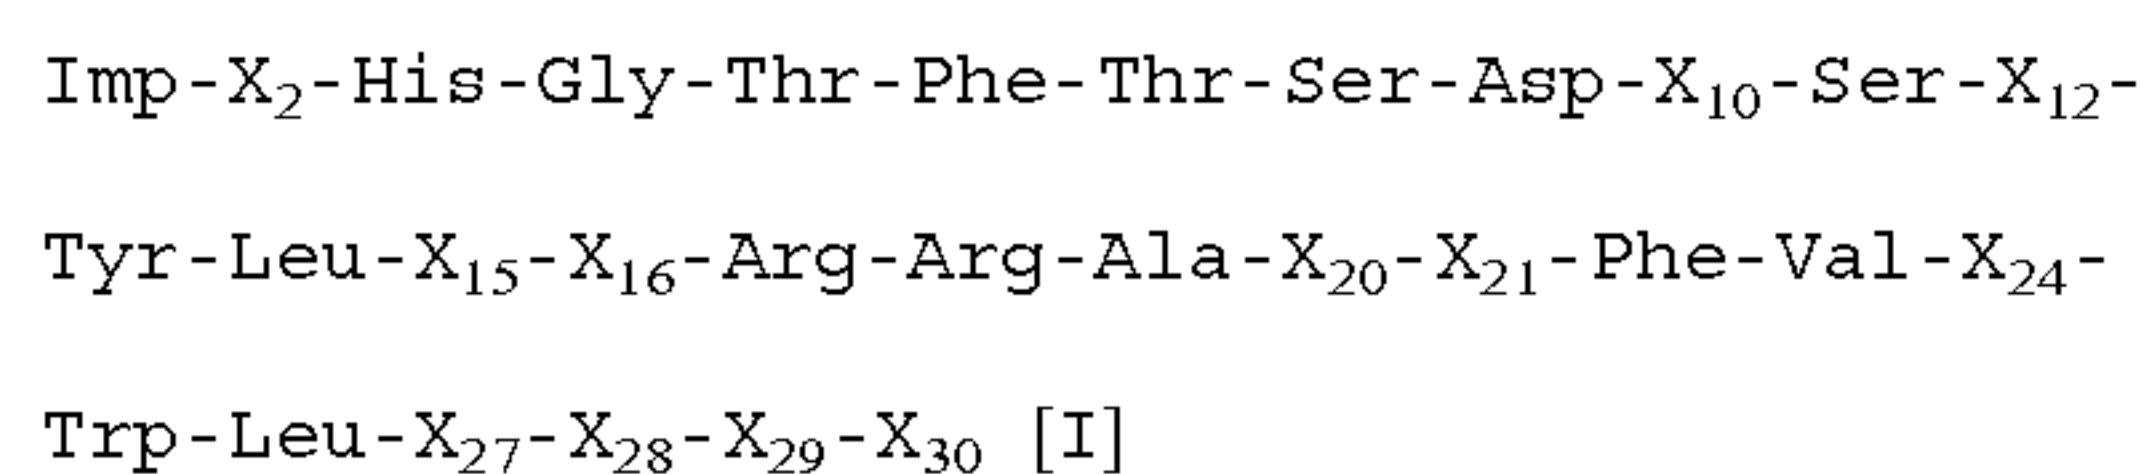 Imp-X₂-His-Gly-Thr-Phe-Thr-Ser-Asp-X₁₀-Ser-X₁₂-
Tyr-Leu-X₁₅-X₁₆-Arg-Arg-Ala-X₂₀-X₂₁-Phe-Val-X₂₄-
Trp-Leu-X₂₇-X₂₈-X₂₉-X₃₀ [I]